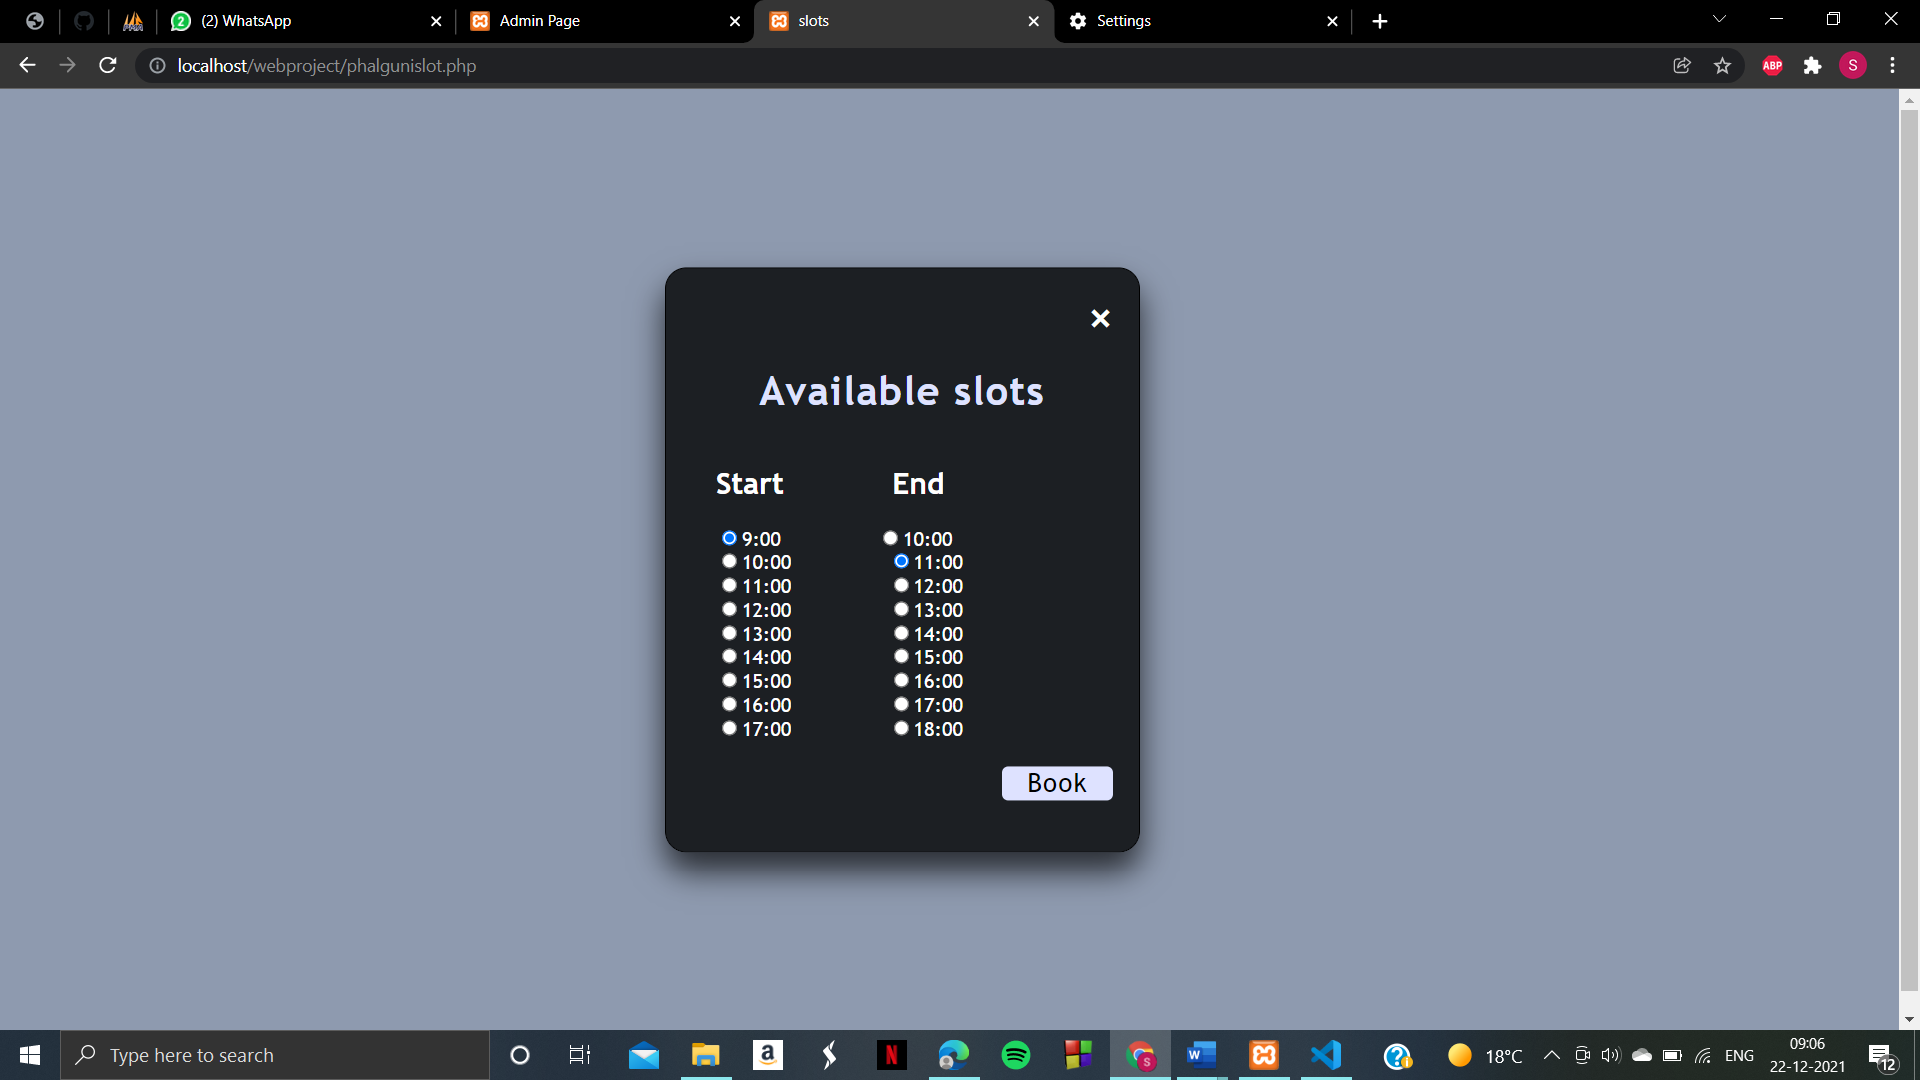 (2) WhatsApp
Admin Page
slots
Settings
localhost/webproject/phalgunislot.php
ABP
S
Available slots
Start End
9:00 10:00
10:00 11:00
11:00 12:00
12:00 13:00
13:00 14:00
14:00 15:00
15:00 16:00
16:00 17:00
17:00 18:00
Book
Type here to search
18°C
ENG
09:06
22-12-2021
12